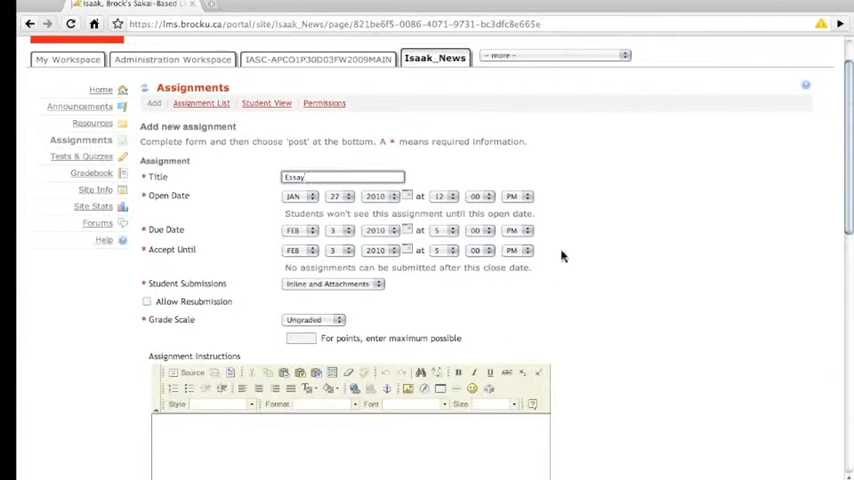 Isaak, Brock's Sakai-Based L
https://lms.brocku.ca/portal/site/Isaak_News/page/821be6f5-0086-4071-9731-bc3dfc8e665e
My Workspace Administration Workspace IASC-APCO1P30D03FW2009MAIN Isaak_News -- more --
Home
Announcements
Resources
Assignments
Tests & Quizzes
Gradebook
Site Info
Site Stats
Forums
Help
Assignments
Add Assignment List Student View Permissions
Add new assignment
Complete form and then choose 'post' at the bottom. A * means required information.
Assignment
* Title Essay
* Open Date JAN 27 2010 at 12 00 PM
Students won't see this assignment until this open date.
* Due Date FEB 3 2010 at 5 00 PM
* Accept Until FEB 3 2010 at 5 00 PM
No assignments can be submitted after this close date.
* Student Submissions Inline and Attachments
Allow Resubmission
* Grade Scale Ungraded
For points, enter maximum possible
Assignment Instructions
Source B I U ABC x₂ x²
Style Format Font Size ?